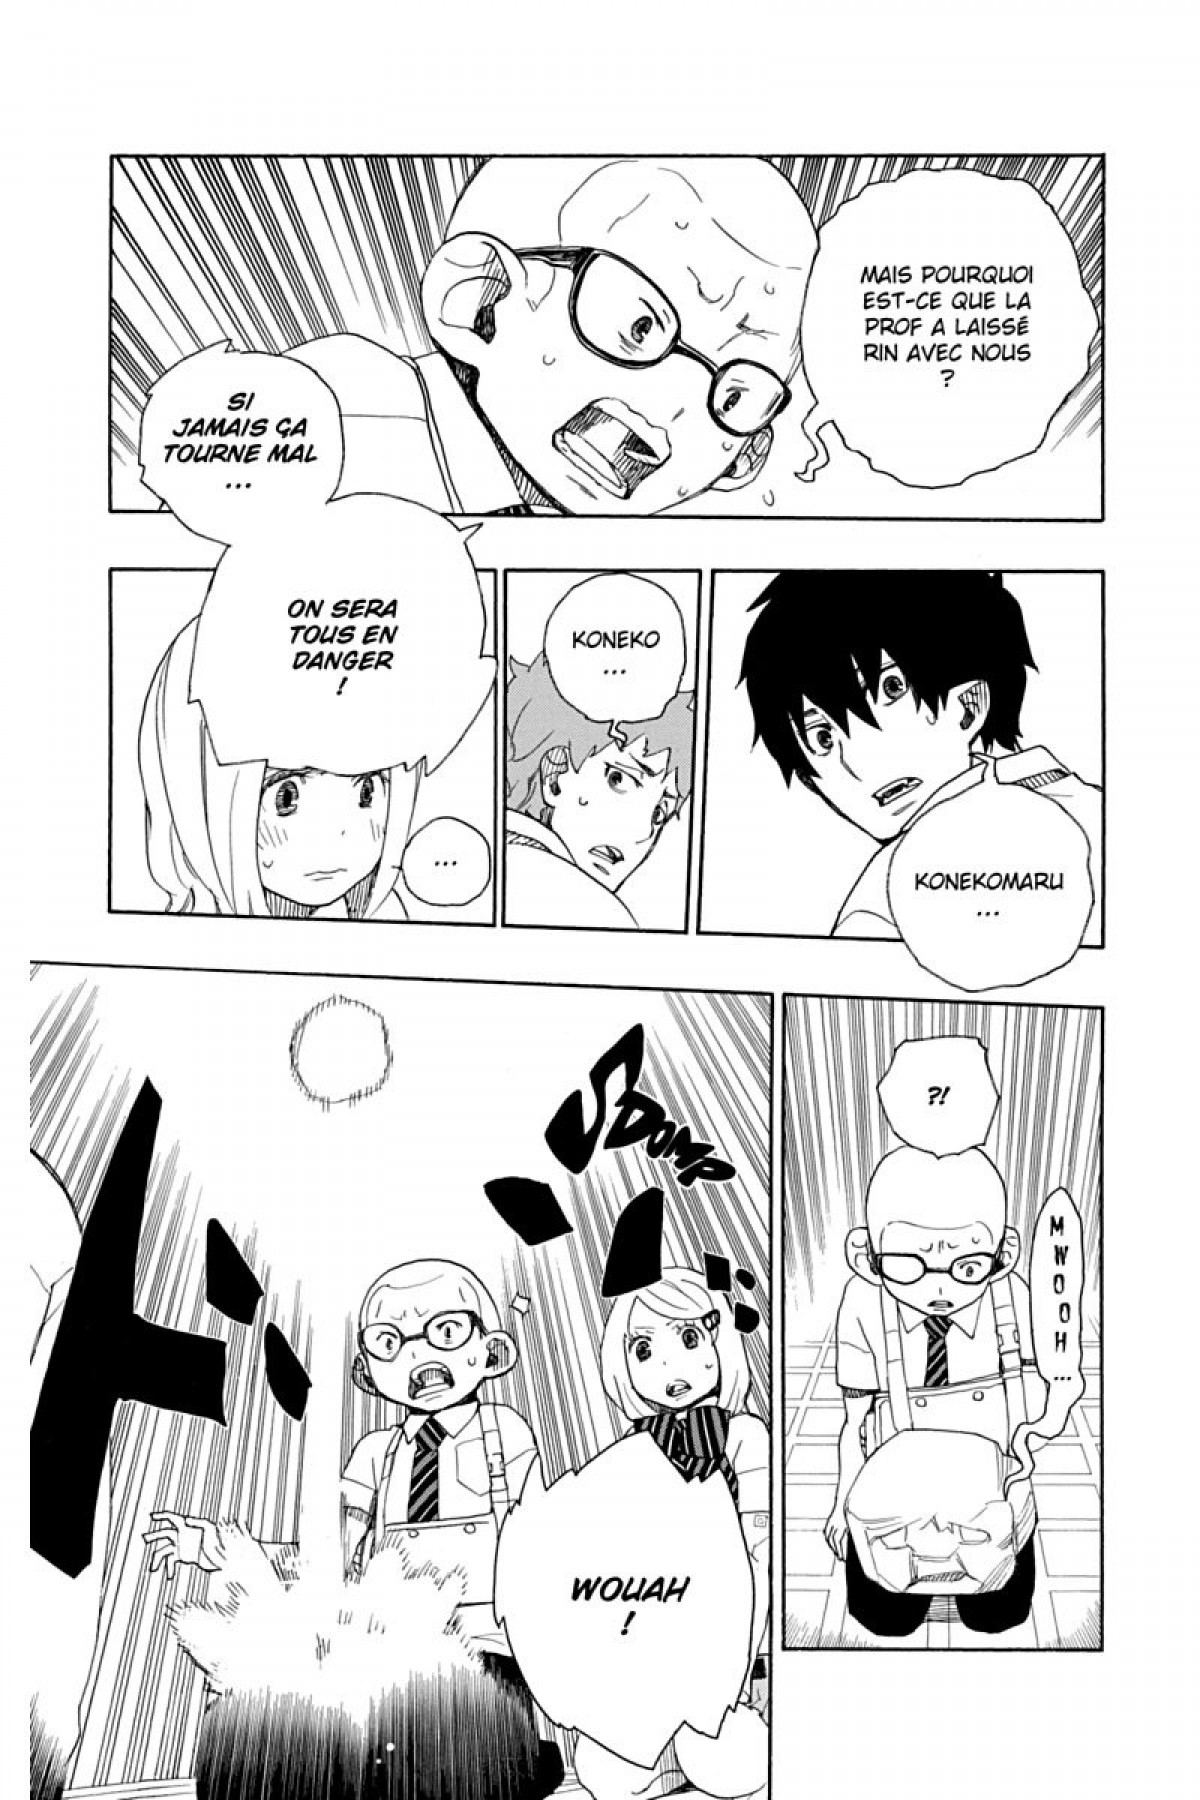 MAIS POURQUOI
EST-CE QUE LA
PROF A LAISSÉ
RIN AVEC NOUS
?
SI
JAMAIS ÇA
TOURNE MAL
...
ON SERA
TOUS EN
DANGER
!
KONEKOMARU
...
KONEKO
...
...
?!
MWOOH...
SDOMP
WOUAH
!